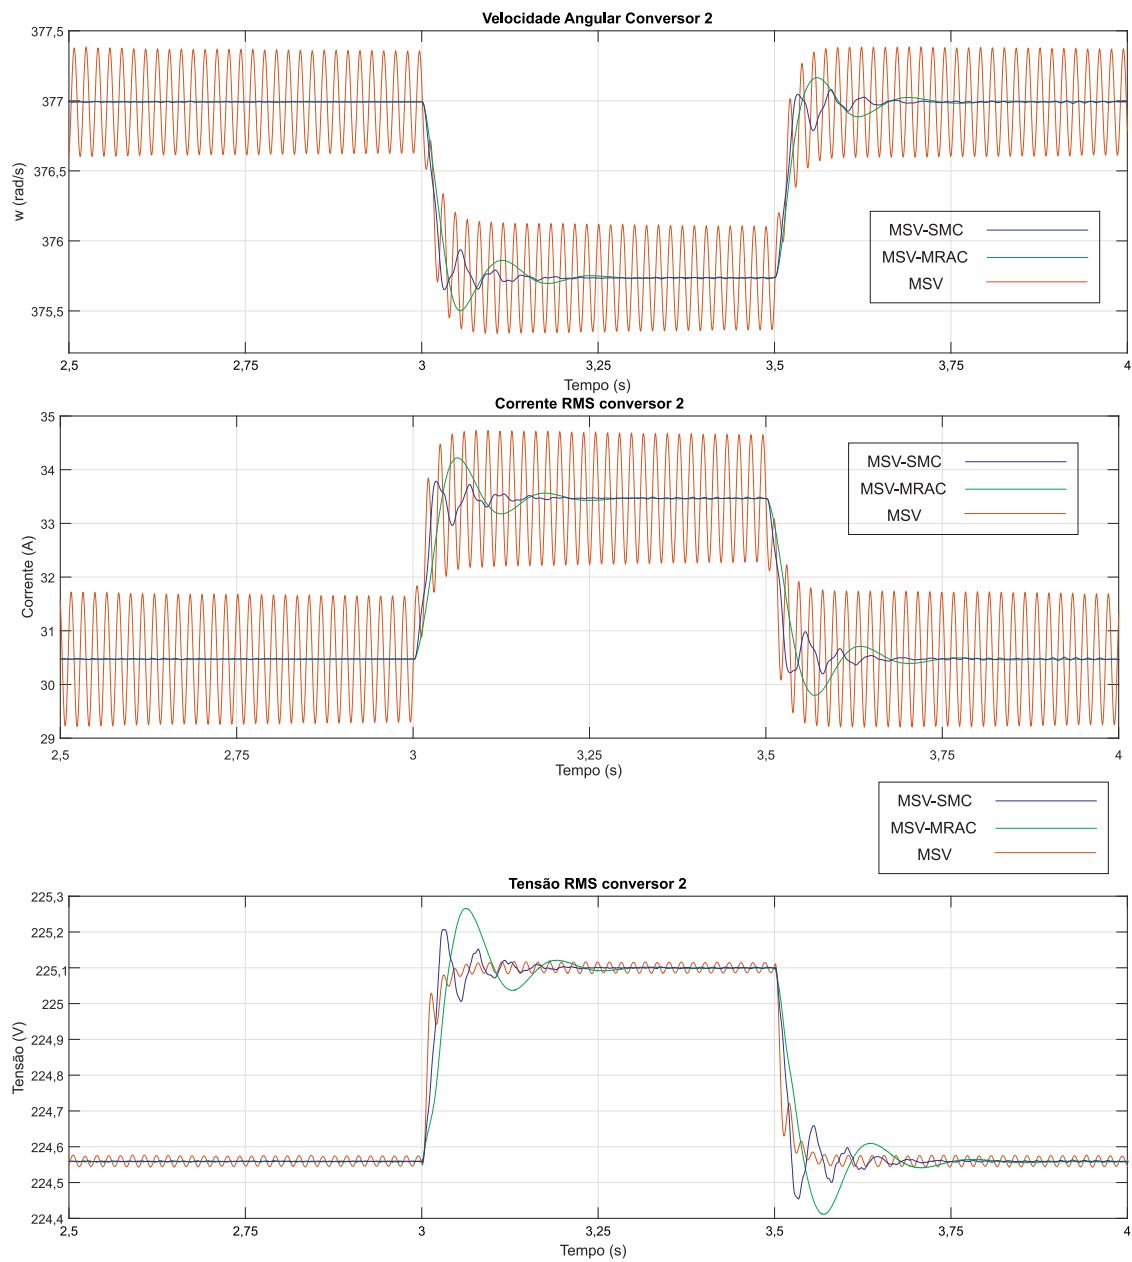 Velocidade Angular Conversor 2
377,5
377
376,5
376
375,5
w (rad/s)
MSV-SMC
MSV-MRAC
MSV
2,5 2,75 3 3,25 3,5 3,75 4
Tempo (s)
Corrente RMS conversor 2
35
34
33
32
31
30
29
Corrente (A)
MSV-SMC
MSV-MRAC
MSV
2,5 2,75 3 3,25 3,5 3,75 4
Tempo (s)
MSV-SMC
MSV-MRAC
MSV
Tensão RMS conversor 2
225,3
225,2
225,1
225
224,9
224,8
224,7
224,6
224,5
224,4
Tensão (V)
2,5 2,75 3 3,25 3,5 3,75 4
Tempo (s)